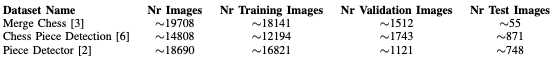 Dataset Name Nr Images Nr Training Images Nr Validation Images Nr Test Images
Merge Chess [3] ~19708 ~18141 ~1512 ~55
Chess Piece Detection [6] ~14808 ~12194 ~1743 ~871
Piece Detector [2] ~18690 ~16821 ~1121 ~748